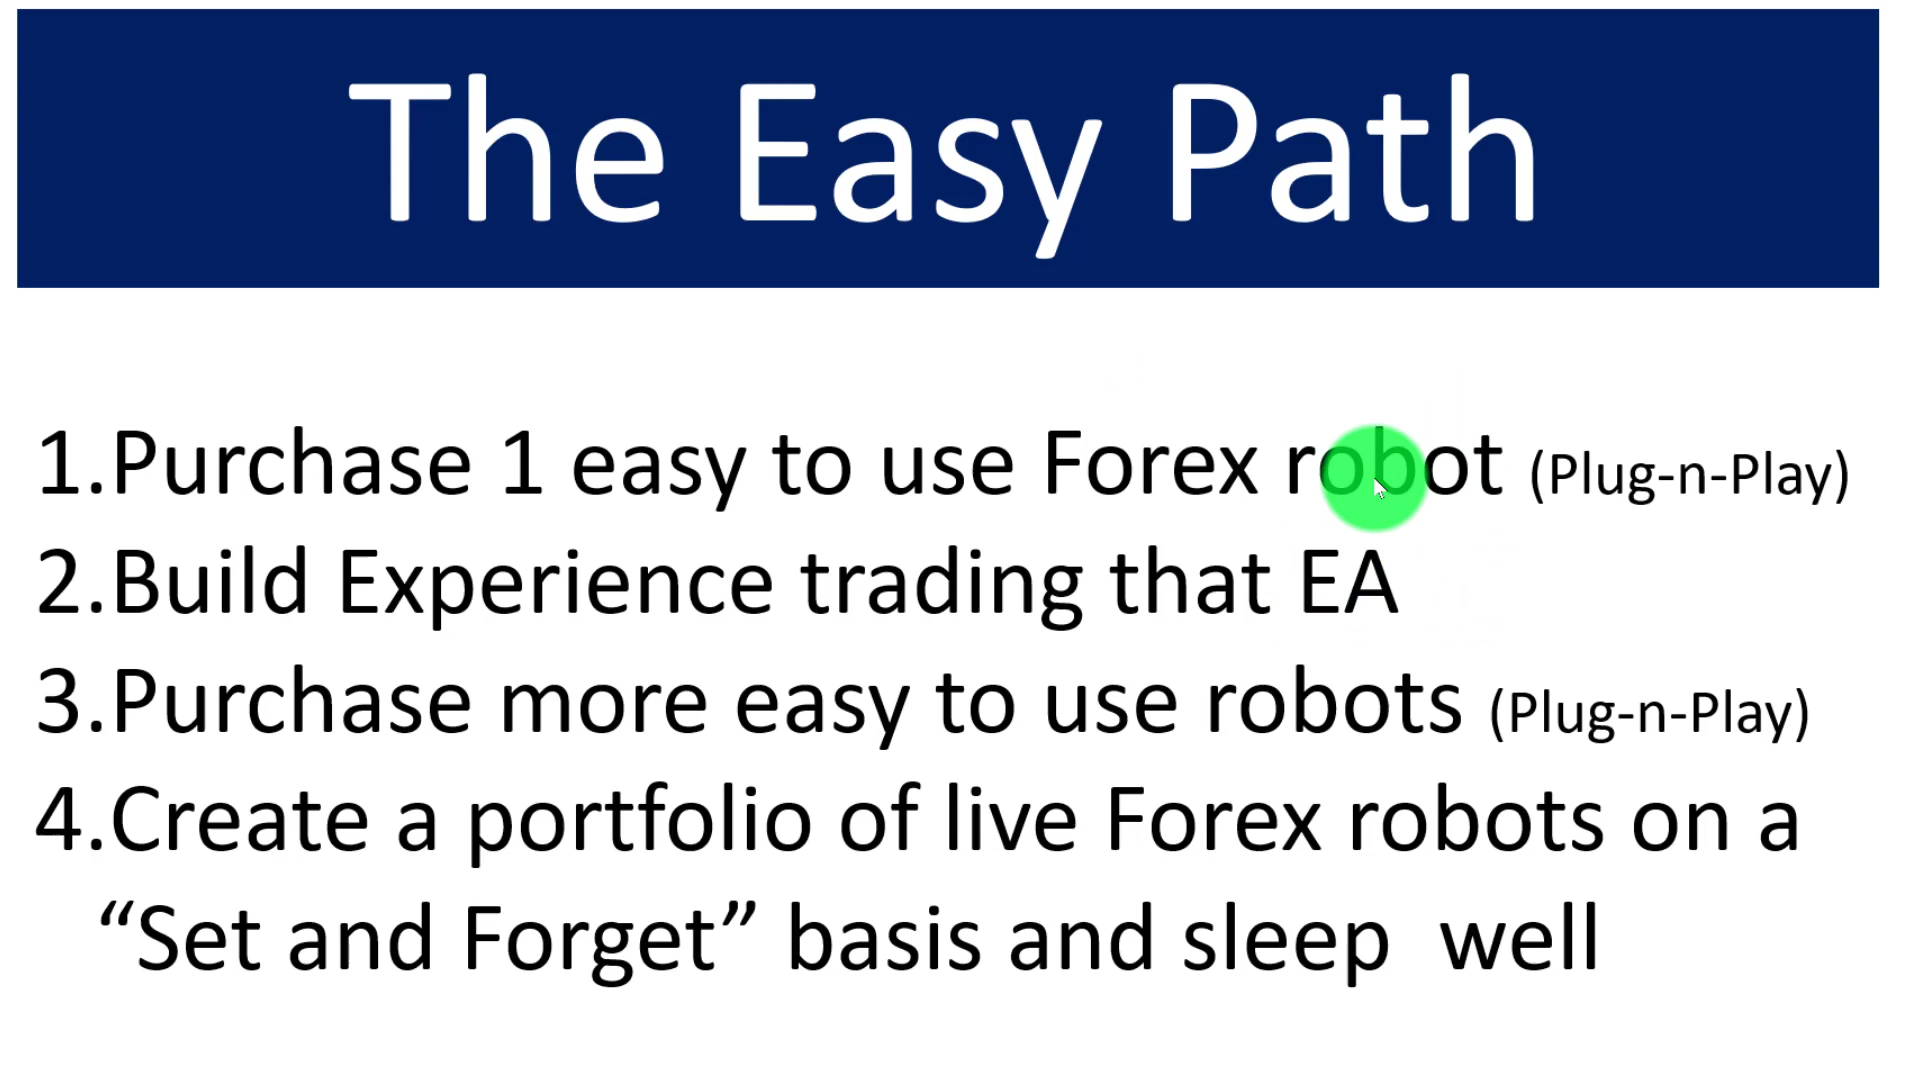 The Easy Path
1.Purchase 1 easy to use Forex robot (Plug-n-Play)
2.Build Experience trading that EA
3.Purchase more easy to use robots (Plug-n-Play)
4.Create a portfolio of live Forex robots on a
“Set and Forget” basis and sleep  well